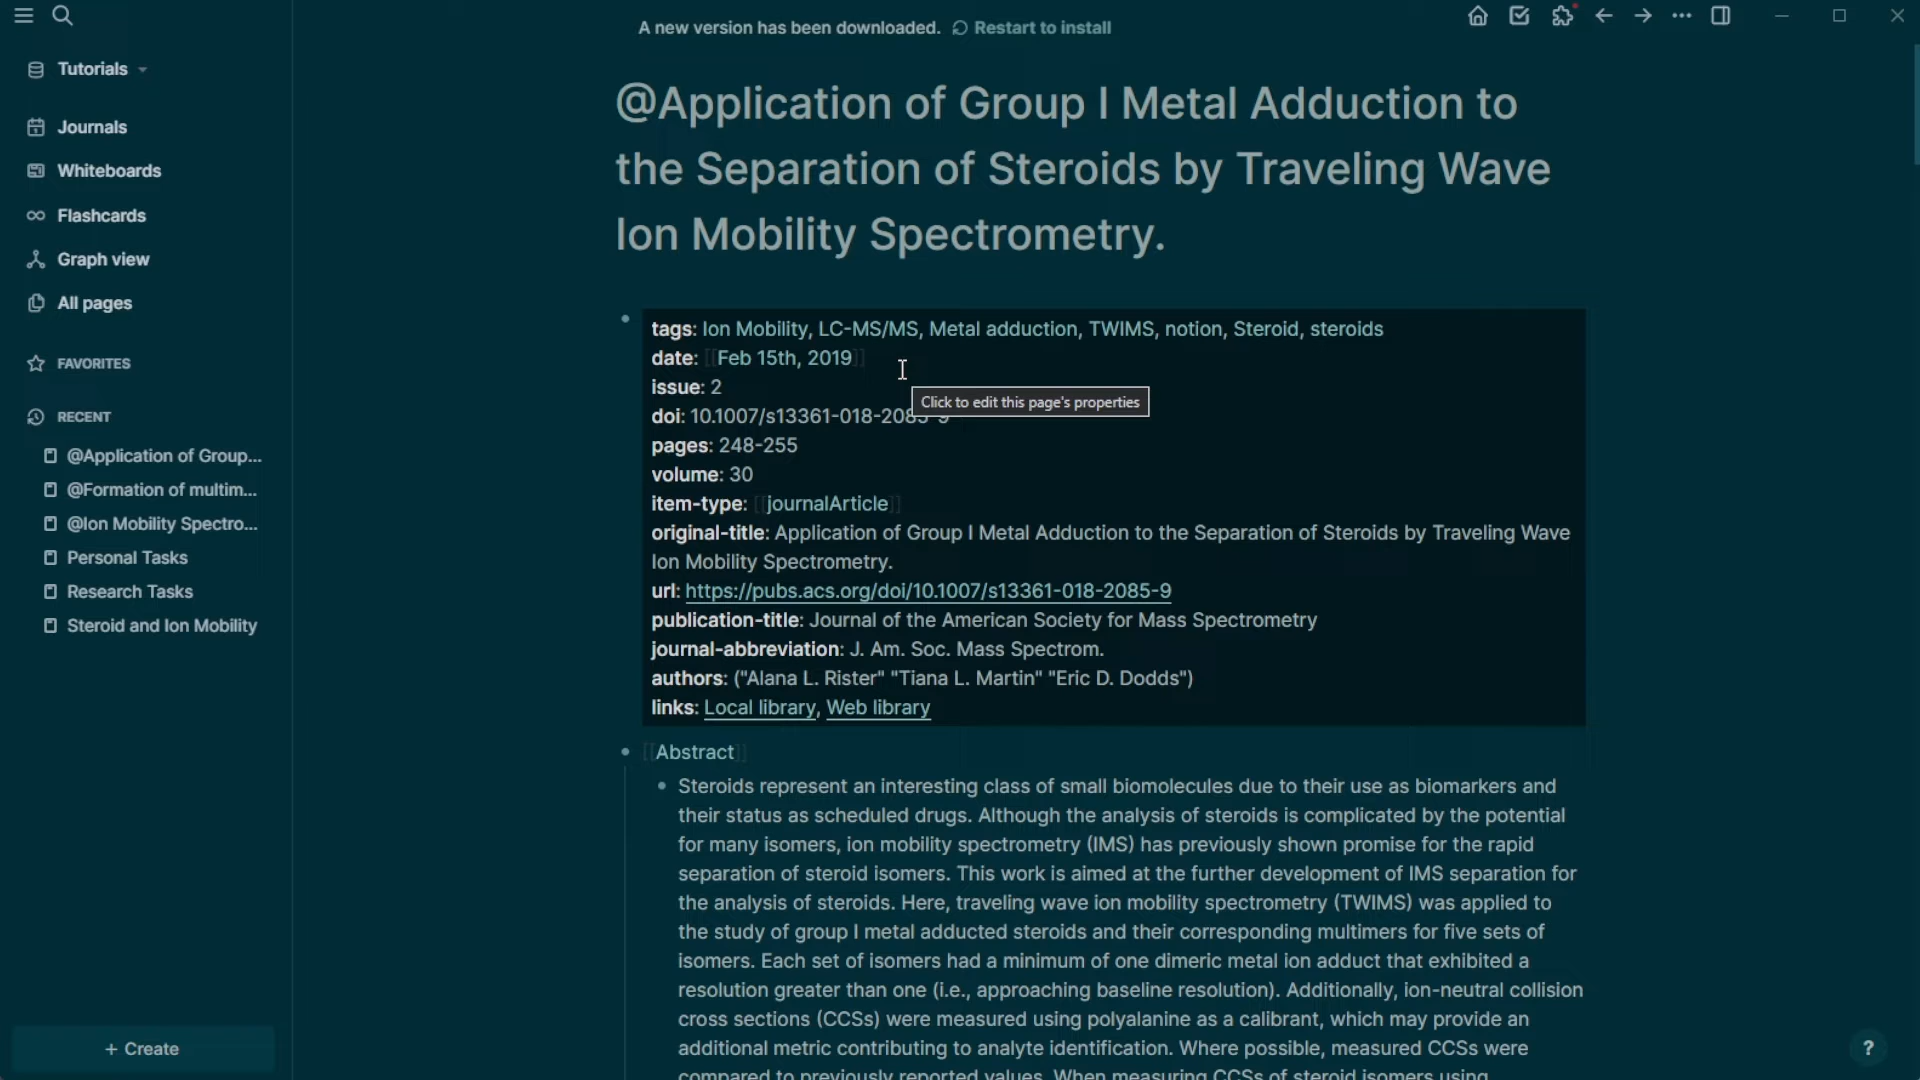 A new version has been downloaded. Restart to install
Tutorials
Journals
Whiteboards
Flashcards
Graph view
All pages
FAVORITES
RECENT
@Application of Group...
@Formation of multim...
@Ion Mobility Spectro...
Personal Tasks
Research Tasks
Steroid and Ion Mobility
+ Create
@Application of Group I Metal Adduction to
the Separation of Steroids by Traveling Wave
Ion Mobility Spectrometry.
tags: Ion Mobility, LC-MS/MS, Metal adduction, TWIMS, notion, Steroid, steroids
date: [[Feb 15th, 2019]]
issue: 2
Click to edit this page's properties
doi: 10.1007/s13361-018-2085-9
pages: 248-255
volume: 30
item-type: [[journalArticle]]
original-title: Application of Group I Metal Adduction to the Separation of Steroids by Traveling Wave
Ion Mobility Spectrometry.
url: https://pubs.acs.org/doi/10.1007/s13361-018-2085-9
publication-title: Journal of the American Society for Mass Spectrometry
journal-abbreviation: J. Am. Soc. Mass Spectrom.
authors: ("Alana L. Rister" "Tiana L. Martin" "Eric D. Dodds")
links: Local library, Web library
[[Abstract]]
Steroids represent an interesting class of small biomolecules due to their use as biomarkers and
their status as scheduled drugs. Although the analysis of steroids is complicated by the potential
for many isomers, ion mobility spectrometry (IMS) has previously shown promise for the rapid
separation of steroid isomers. This work is aimed at the further development of IMS separation for
the analysis of steroids. Here, traveling wave ion mobility spectrometry (TWIMS) was applied to
the study of group I metal adducted steroids and their corresponding multimers for five sets of
isomers. Each set of isomers had a minimum of one dimeric metal ion adduct that exhibited a
resolution greater than one (i.e., approaching baseline resolution). Additionally, ion-neutral collision
cross sections (CCSs) were measured using polyalanine as a calibrant, which may provide an
additional metric contributing to analyte identification. Where possible, measured CCSs were
compared to previously reported values. When measuring CCSs of steroid isomers using
?